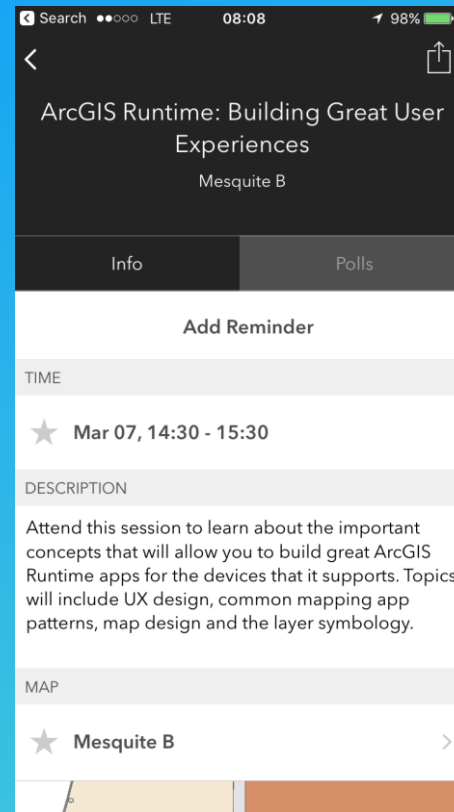 Search LTE 08:08 98%
ArcGIS Runtime: Building Great User
Experiences
Mesquite B
Info Polls
Add Reminder
TIME
Mar 07, 14:30 - 15:30
DESCRIPTION
Attend this session to learn about the important
concepts that will allow you to build great ArcGIS
Runtime apps for the devices that it supports. Topics
will include UX design, common mapping app
patterns, map design and the layer symbology.
MAP
Mesquite B